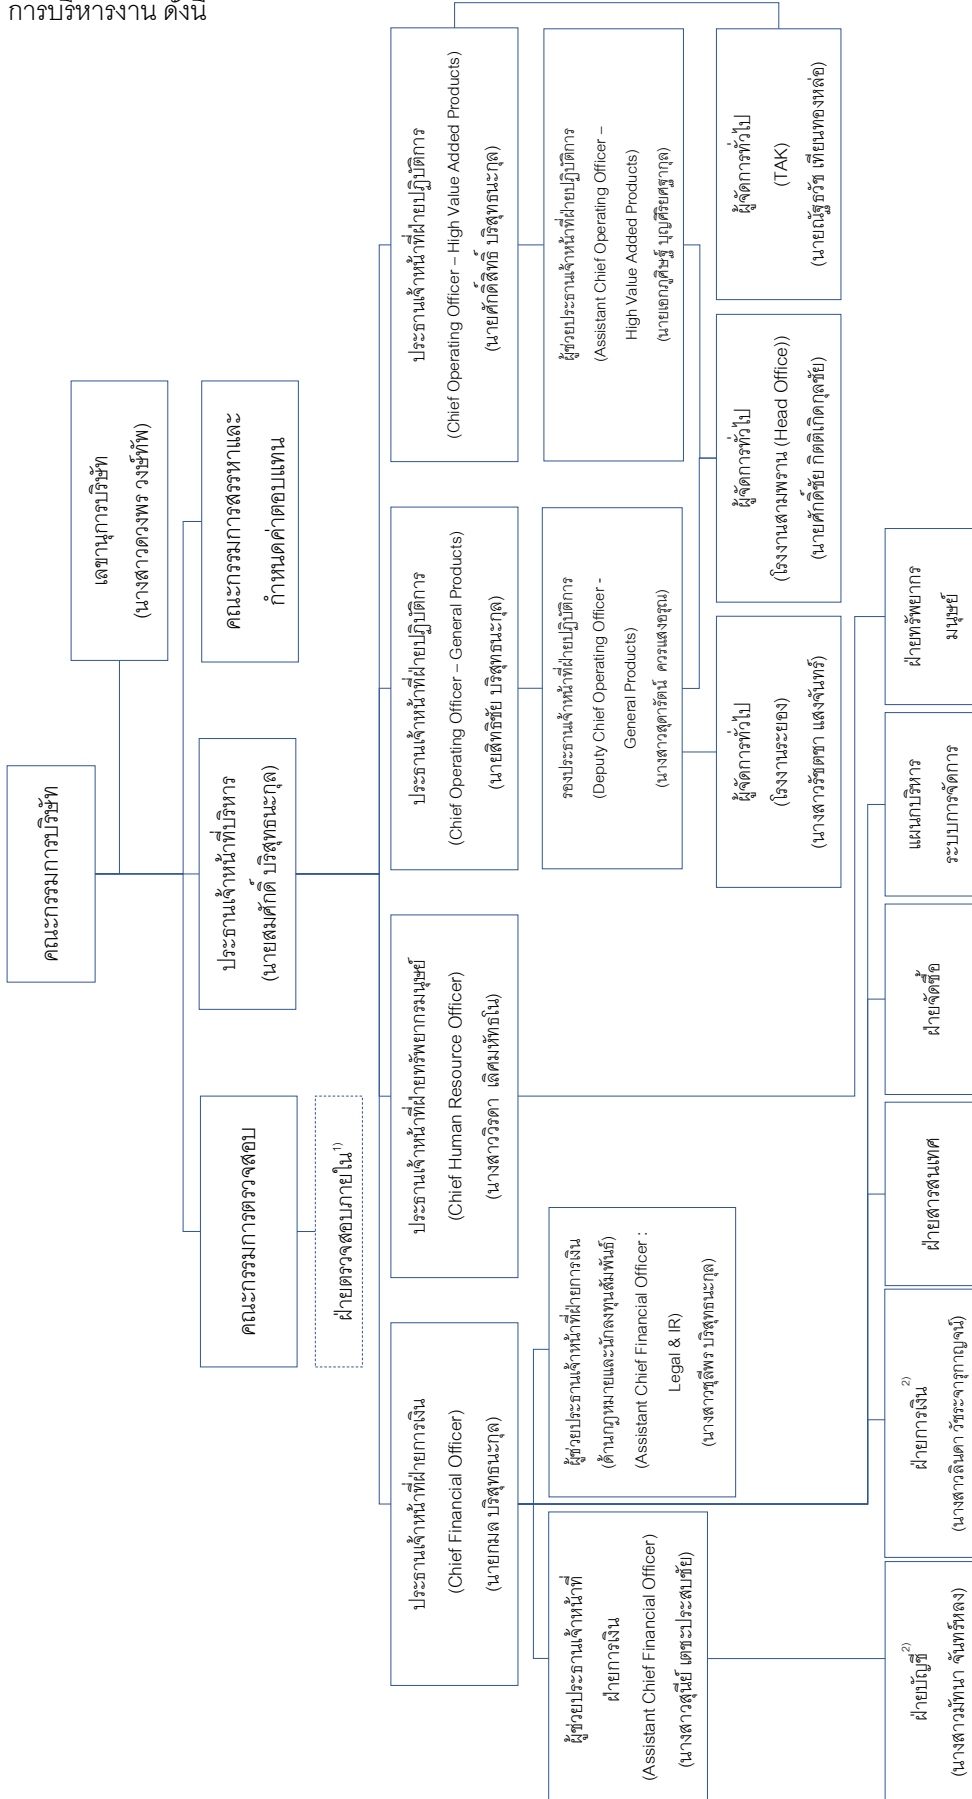 การบริหารงาน ดังนี้
คณะกรรมการบริษัท
เลขานุการบริษัท
(นางสาวดวงพร วงษ์ทัพ)
คณะกรรมการตรวจสอบ
ประธานเจ้าหน้าที่บริหาร
(นายสมศักดิ์ บริสุทธนะกุล)
คณะกรรมการสรรหาและ
กำหนดค่าตอบแทน
ฝ่ายตรวจสอบภายใน1)
ประธานเจ้าหน้าที่ฝ่ายการเงิน
(Chief Financial Officer)
(นายกมล บริสุทธนะกุล)
ประธานเจ้าหน้าที่ฝ่ายทรัพยากรมนุษย์
(Chief Human Resource Officer)
(นางสาววิรดา เลิศมหัทธโน)
ประธานเจ้าหน้าที่ฝ่ายปฏิบัติการ
(Chief Operating Officer – General Products)
(นายสิทธิชัย บริสุทธนะกุล)
ประธานเจ้าหน้าที่ฝ่ายปฏิบัติการ
(Chief Operating Officer – High Value Added Products)
(นายศักดิ์สิทธิ์ บริสุทธนะกุล)
ผู้ช่วยประธานเจ้าหน้าที่
ฝ่ายการเงิน
(Assistant Chief Financial Officer)
(นางสาวสุนีย์ เตชะประสบชัย)
ผู้ช่วยประธานเจ้าหน้าที่ฝ่ายการเงิน
(ด้านกฎหมายและนักลงทุนสัมพันธ์)
(Assistant Chief Financial Officer :
Legal & IR)
(นางสาวชุลีพร บริสุทธนะกุล)
รองประธานเจ้าหน้าที่ฝ่ายปฏิบัติการ
(Deputy Chief Operating Officer -
General Products)
(นางสาวสุดารัตน์ ควรแสงอรุณ)
ผู้ช่วยประธานเจ้าหน้าที่ฝ่ายปฏิบัติการ
(Assistant Chief Operating Officer –
High Value Added Products)
(นายเอกภูศิษฐ์ บุญศิริยศฐากุล)
ผู้จัดการทั่วไป
(โรงงานระยอง)
(นางสาวรัชตชา แสงจันทร์)
ผู้จัดการทั่วไป
(โรงงานสามพราน (Head Office))
(นายศักดิ์ชัย กิตติเกิดกุลชัย)
ผู้จัดการทั่วไป
(TAK)
(นายณัฐธวัช เทียนทองหล่อ)
ฝ่ายบัญชี2)
(นางสาวมัทนา จันทร์หลง)
ฝ่ายการเงิน2)
(นางสาวลินดา วัชระจารุกาญจน์)
ฝ่ายสารสนเทศ
ฝ่ายจัดซื้อ
แผนกบริหาร
ระบบการจัดการ
ฝ่ายทรัพยากร
มนุษย์